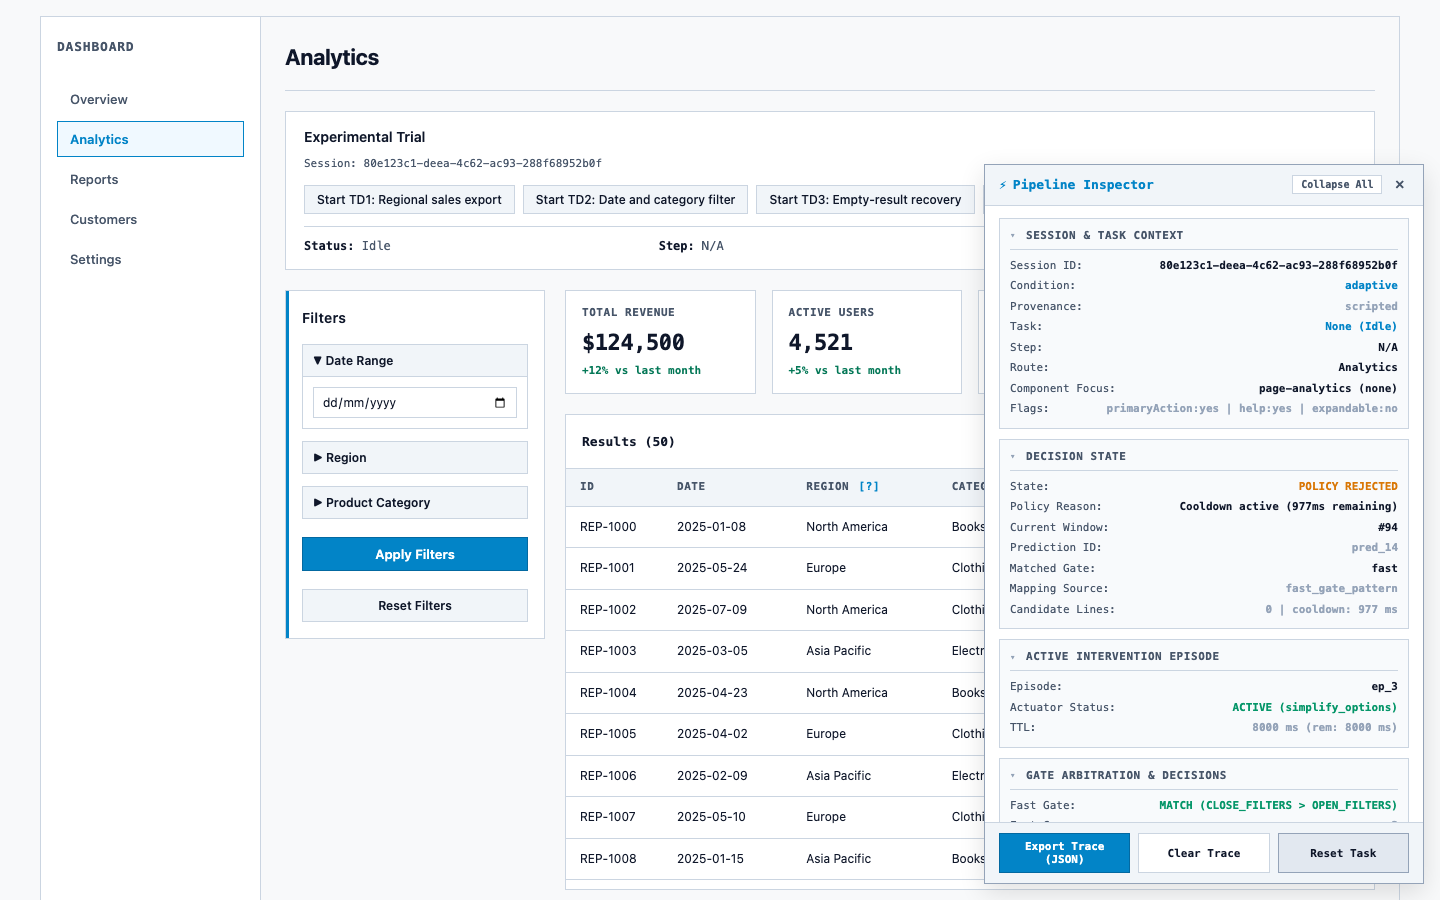 DASHBOARD
Overview
Analytics
Reports
Customers
Settings
Analytics
Experimental Trial
Session: 80e123c1-deea-4c62-ac93-288f68952b0f
Start TD1: Regional sales export
Start TD2: Date and category filter
Start TD3: Empty-result recovery
Status: Idle
Step: N/A
Filters
▼ Date Range
dd/mm/yyyy
▶ Region
▶ Product Category
Apply Filters
Reset Filters
TOTAL REVENUE
$124,500
+12% vs last month
ACTIVE USERS
4,521
+5% vs last month
Results (50)
ID DATE REGION [?] CATEG
REP-1000 2025-01-08 North America Books
REP-1001 2025-05-24 Europe Clothi
REP-1002 2025-07-09 North America Clothi
REP-1003 2025-03-05 Asia Pacific Electr
REP-1004 2025-04-23 North America Books
REP-1005 2025-04-02 Europe Clothi
REP-1006 2025-02-09 Asia Pacific Electr
REP-1007 2025-05-10 Europe Clothi
REP-1008 2025-01-15 Asia Pacific Books
⚡ Pipeline Inspector
Collapse All
✕
▾ SESSION & TASK CONTEXT
Session ID: 80e123c1-deea-4c62-ac93-288f68952b0f
Condition: adaptive
Provenance: scripted
Task: None (Idle)
Step: N/A
Route: Analytics
Component Focus: page-analytics (none)
Flags: primaryAction:yes | help:yes | expandable:no
▾ DECISION STATE
State: POLICY REJECTED
Policy Reason: Cooldown active (977ms remaining)
Current Window: #94
Prediction ID: pred_14
Matched Gate: fast
Mapping Source: fast_gate_pattern
Candidate Lines: 0 | cooldown: 977 ms
▾ ACTIVE INTERVENTION EPISODE
Episode: ep_3
Actuator Status: ACTIVE (simplify_options)
TTL: 8000 ms (rem: 8000 ms)
▾ GATE ARBITRATION & DECISIONS
Fast Gate: MATCH (CLOSE_FILTERS > OPEN_FILTERS)
Export Trace
(JSON)
Clear Trace
Reset Task